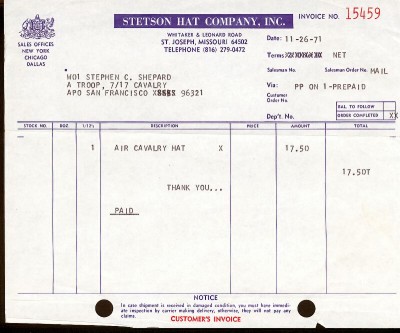 STETSON HAT COMPANY, INC.
INVOICE NO. 15459
WHITAKER & LEONARD ROAD
ST. JOSEPH, MISSOURI 64502
TELEPHONE (816) 279-0472
SALES OFFICES
NEW YORK
CHICAGO
DALLAS
Date: 11-26-71
Terms: NET
Salesman No. Salesman Order No. MAIL
Via: PP ON 1-PREPAID
Customer Order No.
Dep't. No.
BAL. TO FOLLOW
ORDER COMPLETED XX
WO1 STEPHEN C. SHEPARD
A TROOP, 7/17 CAVALRY
APO SAN FRANCISCO 96321
STOCK NO. DOZ. 1/12's DESCRIPTION PRICE AMOUNT TOTAL
1 AIR CAVALRY HAT X 17.50
17.50T
THANK YOU...
PAID
NOTICE
In case shipment is received in damaged condition, you must have immediate inspection by carrier making delivery, otherwise, they will not pay any claims.
CUSTOMER'S INVOICE